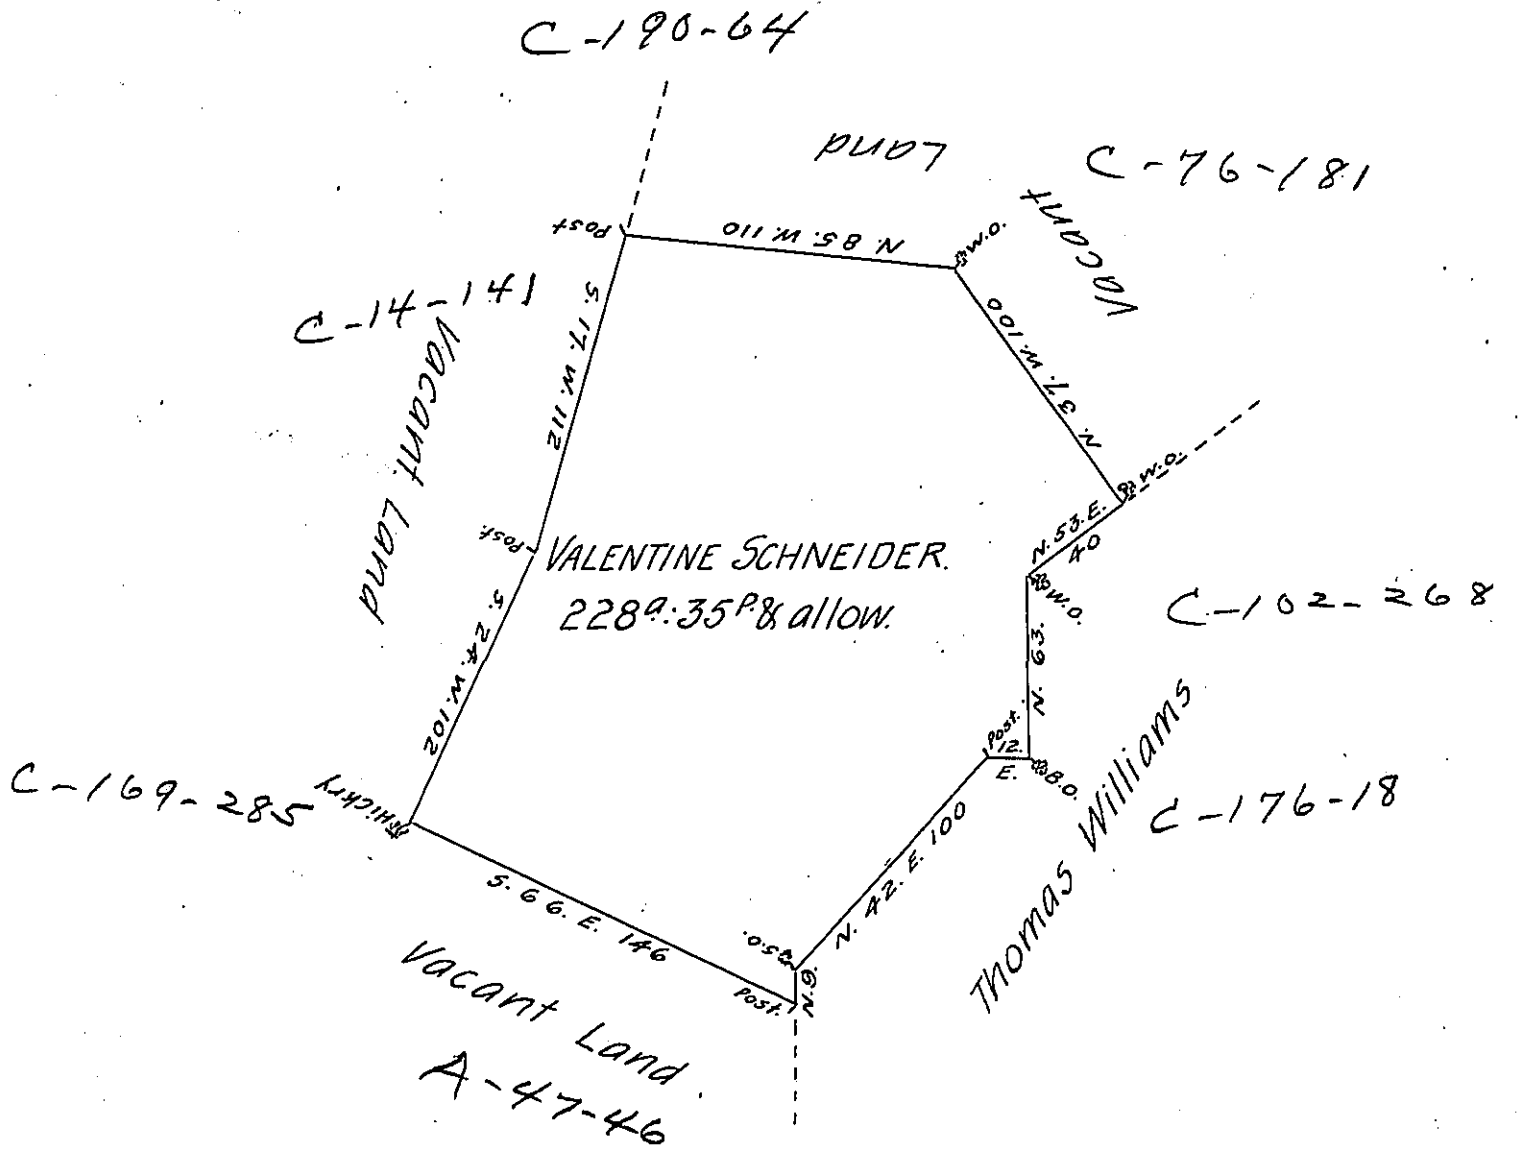 C-190-64
Land
C-76-181
Vacant
Post
N. 85. W. 110
W.O.
C-14-141
S. 17. W. 112
N. 37. W. 100
Vacant Land
W.O.
Post.
N. 53. E.
40
VALENTINE SCHNEIDER.
228a.:35P.& allow.
W.O.
C-102-268
S. 24. W. 102
N. 63.
Post.
12.
E.
B.O.
C-169-285
Hickry
C-176-18
Thomas Williams
N. 42. E. 100
S. 66. E. 146
S.O.
Post.
N. 9.
Vacant Land.
A-47-46